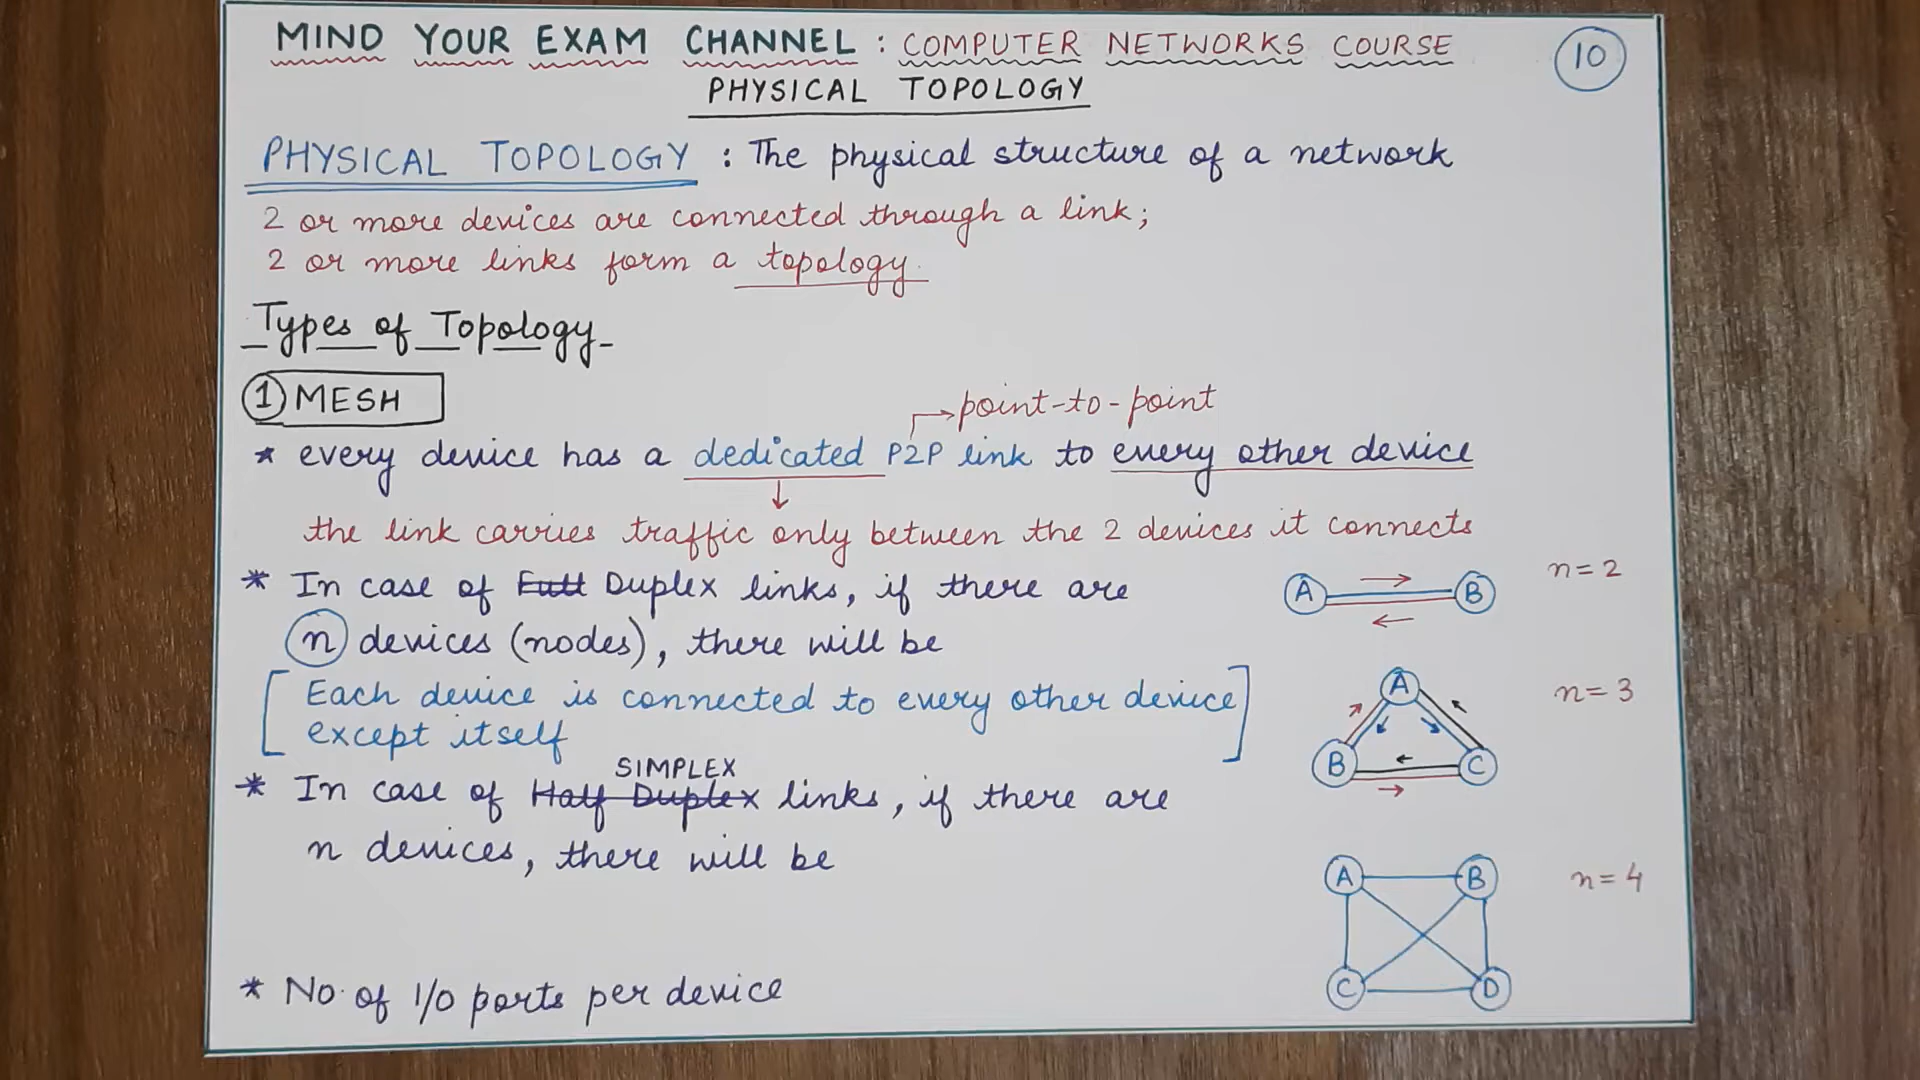 MIND YOUR EXAM CHANNEL : COMPUTER NETWORKS COURSE
10
PHYSICAL TOPOLOGY
PHYSICAL TOPOLOGY : The physical structure of a network
2 or more devices are connected through a link;
2 or more links form a topology.
Types of Topology
1 MESH
point-to-point
* every device has a dedicated P2P link to every other device
the link carries traffic only between the 2 devices it connects
* In case of Full Duplex links, if there are
n devices (nodes), there will be
[Each device is connected to every other device
except itself]
SIMPLEX
* In case of Half Duplex links, if there are
n devices, there will be
* No. of I/O ports per device
A B n=2
A n=3
B C
A B n=4
C D